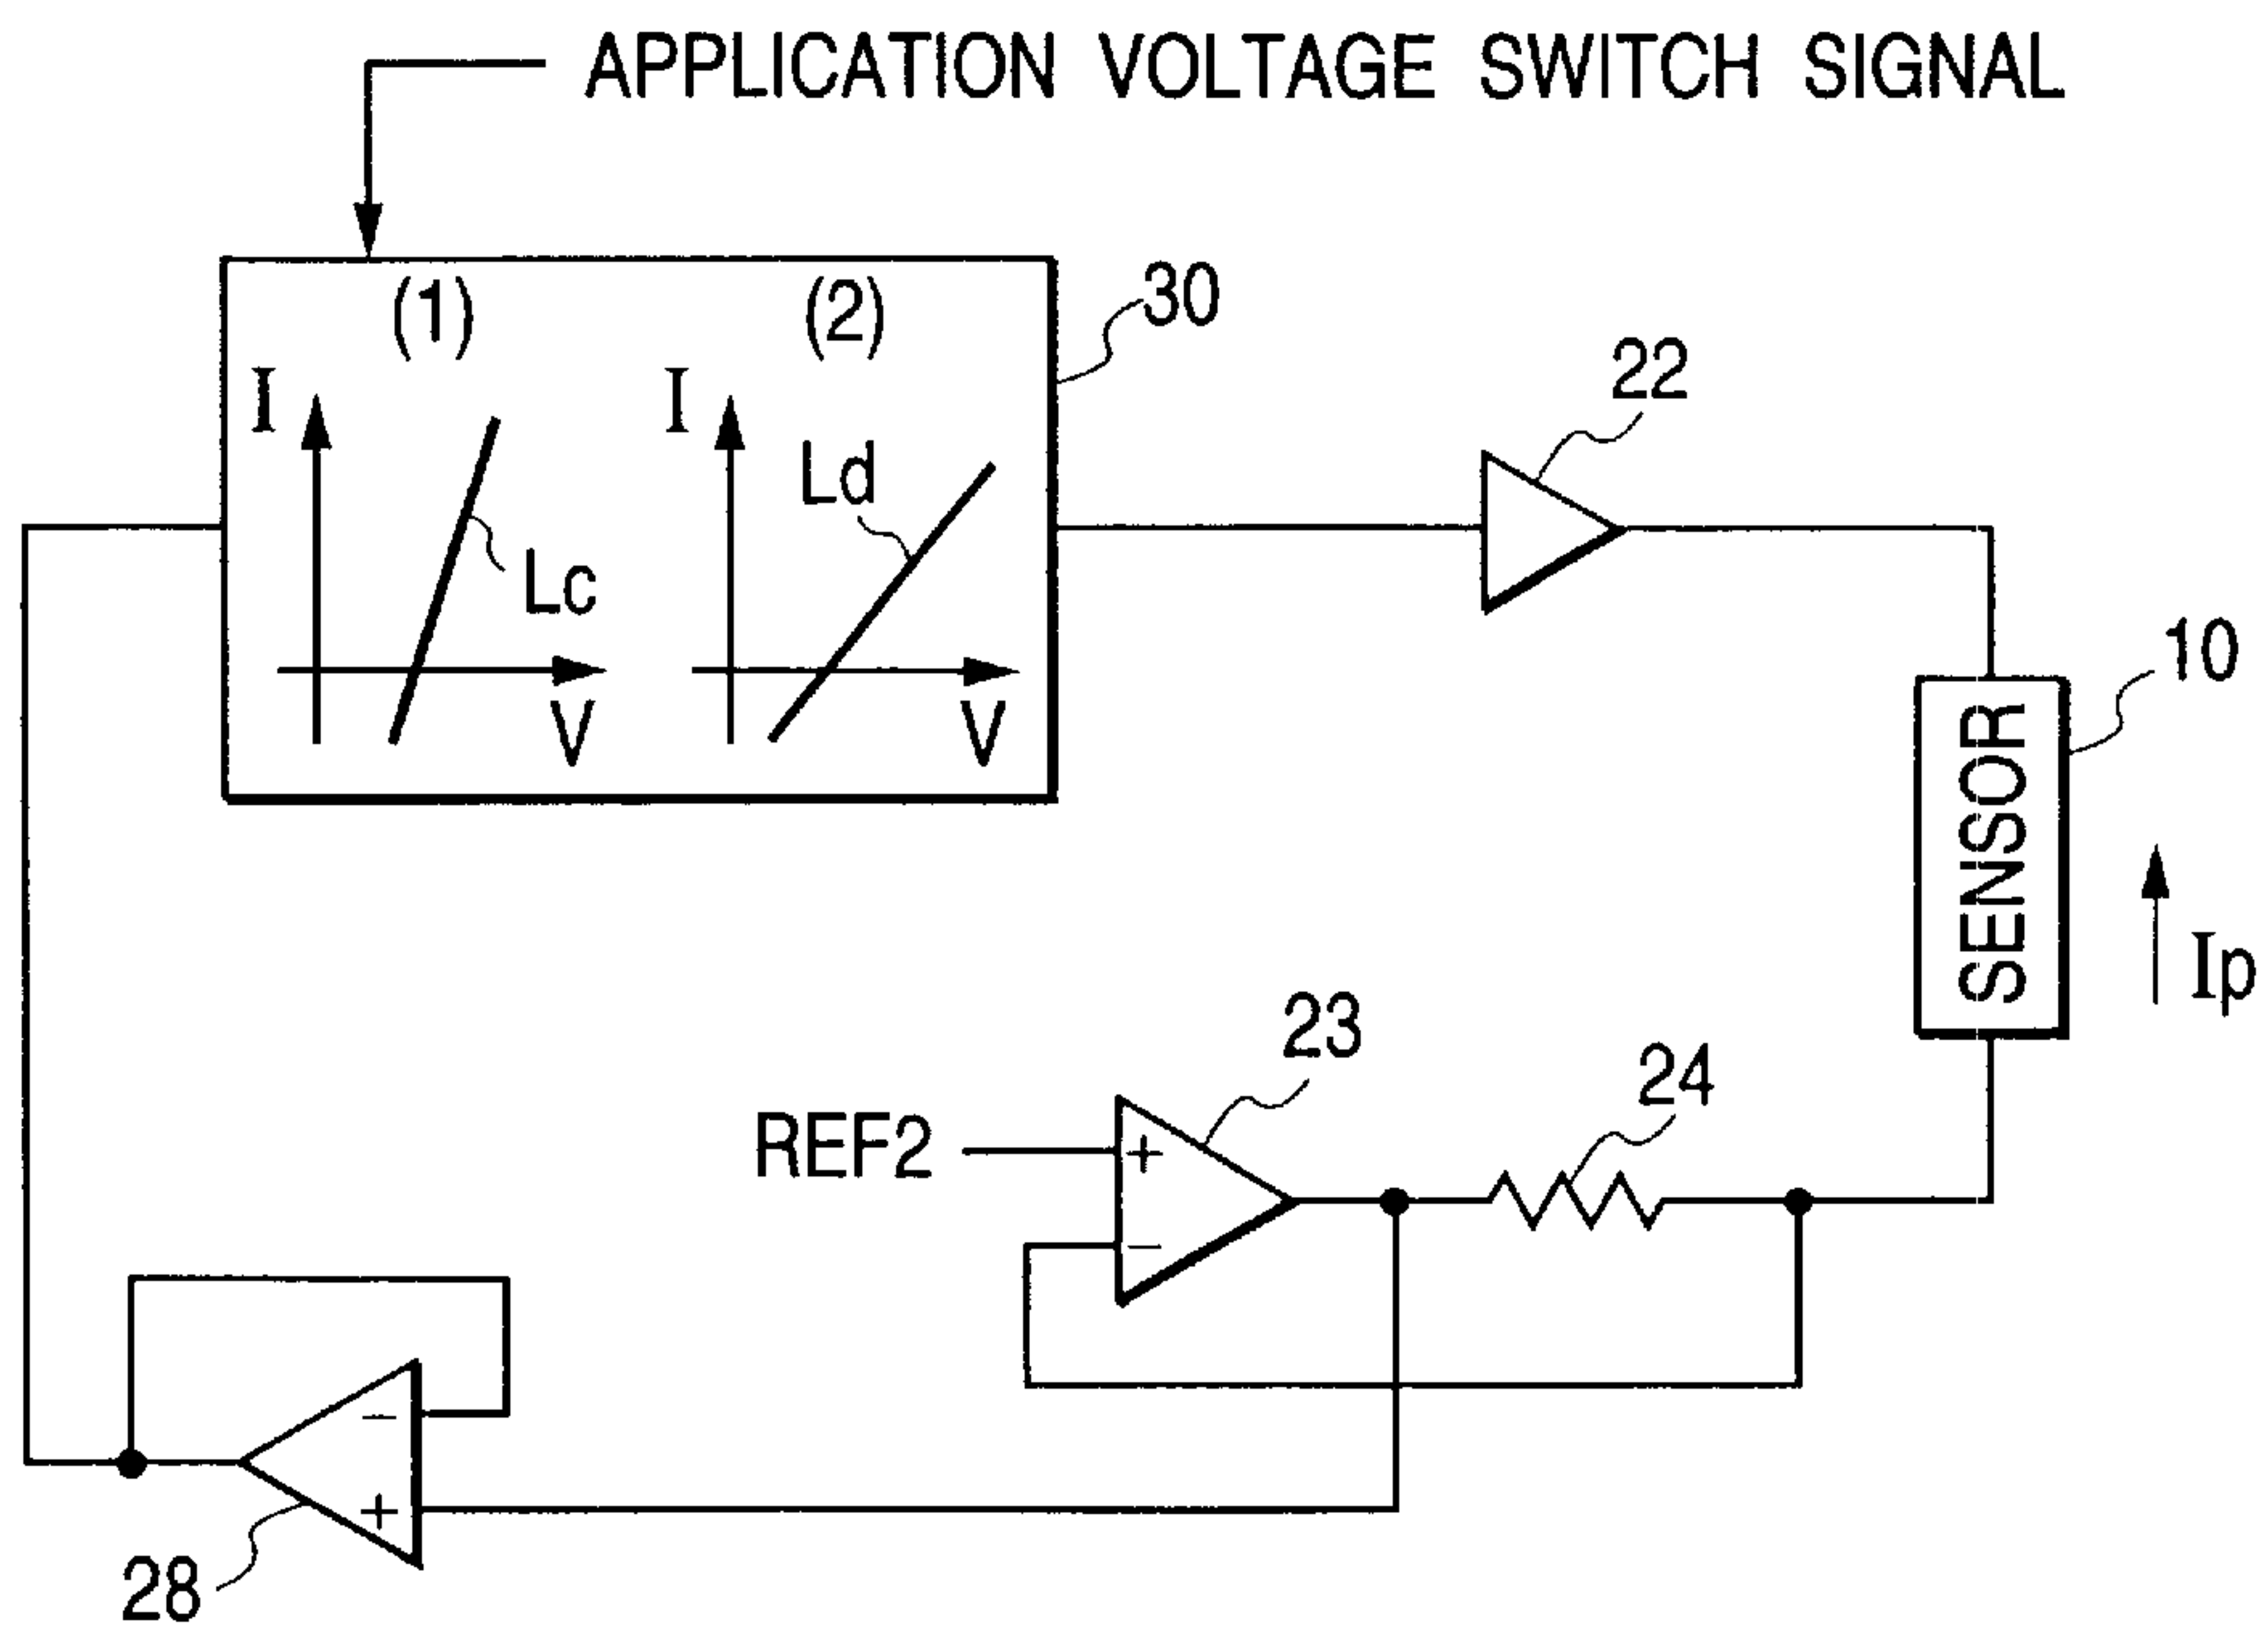 APPLICATION VOLTAGE SWITCH SIGNAL
(1) (2)
30
I I
22
Ld
Lc
V V
10
SENSOR
Ip
23
24
REF2
+
−
−
+
28